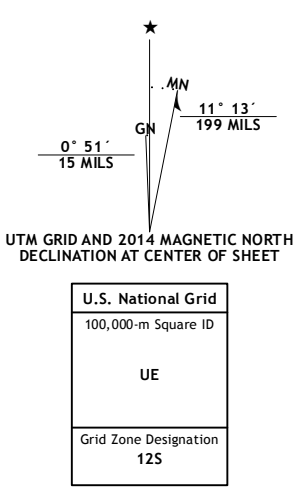 ★
MN
GN
11° 13´
199 MILS
0° 51´
15 MILS
UTM GRID AND 2014 MAGNETIC NORTH
DECLINATION AT CENTER OF SHEET
U.S. National Grid
100,000-m Square ID
UE
Grid Zone Designation
12S